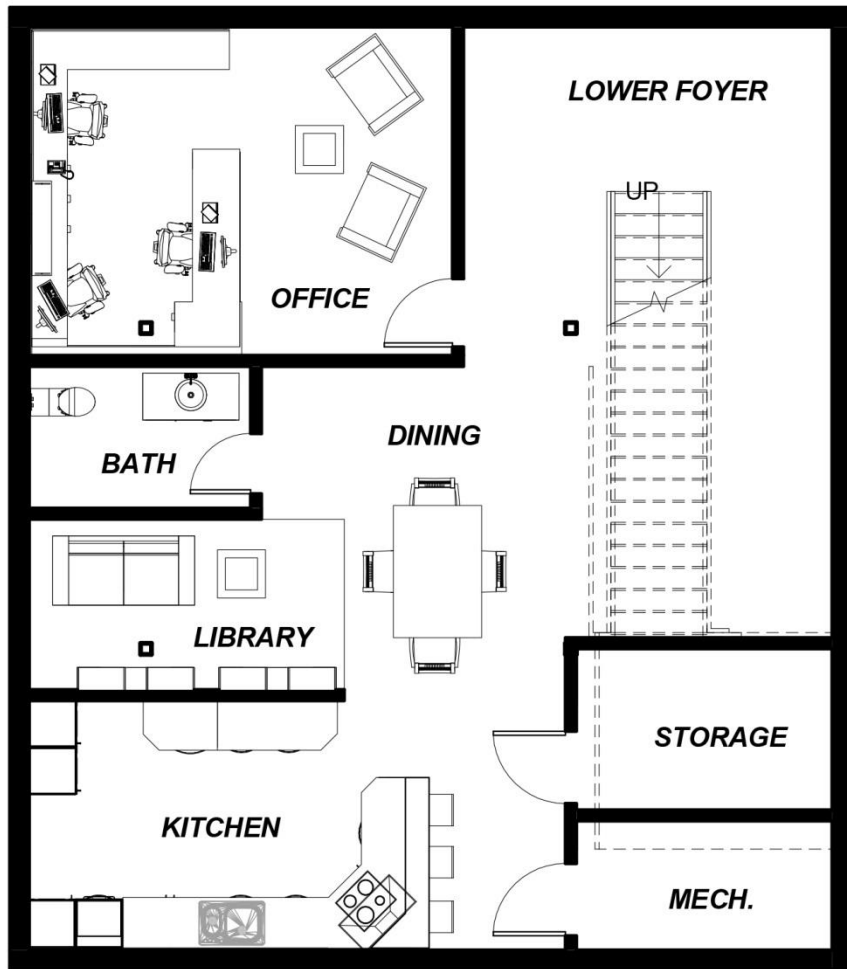 LOWER FOYER
UP
OFFICE
DINING
BATH
LIBRARY
STORAGE
KITCHEN
MECH.